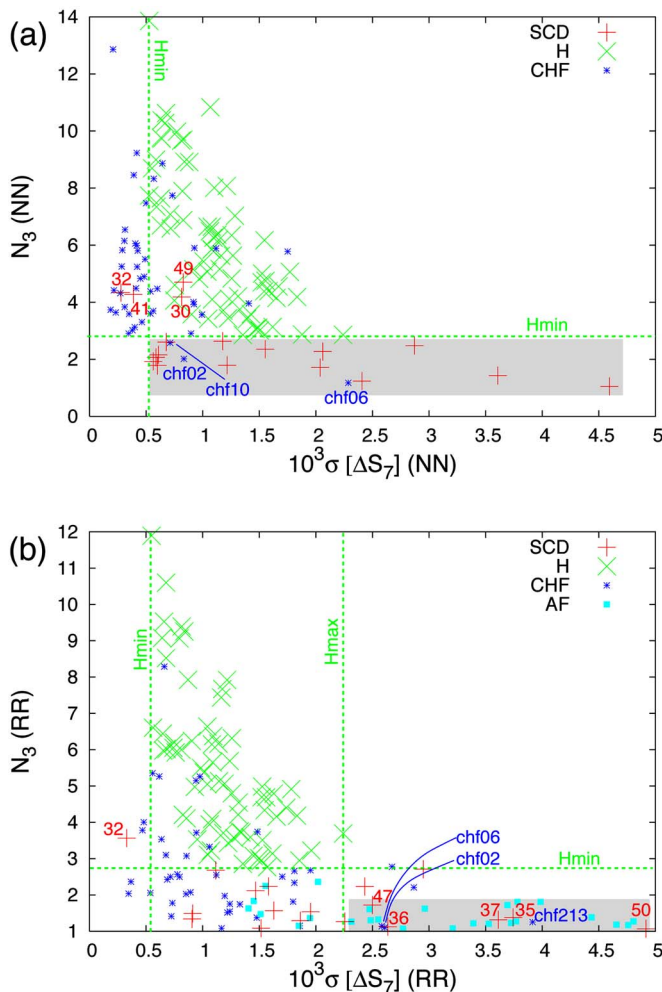 (a)
14
12
10
8
6
4
2
0
N3 (NN)
Hmin
SCD
H
CHF
32
41
49
30
Hmin
chf02
chf10
chf06
0 0.5 1 1.5 2 2.5 3 3.5 4 4.5 5
10³σ [ΔS₇] (NN)
(b)
12
11
10
9
8
7
6
5
4
3
2
1
N₃ (RR)
Hmin
Hmax
SCD
H
CHF
AF
32
chf06
chf02
Hmin
47
36
37
35
chf213
50
0 0.5 1 1.5 2 2.5 3 3.5 4 4.5 5
10³σ [ΔS₇] (RR)